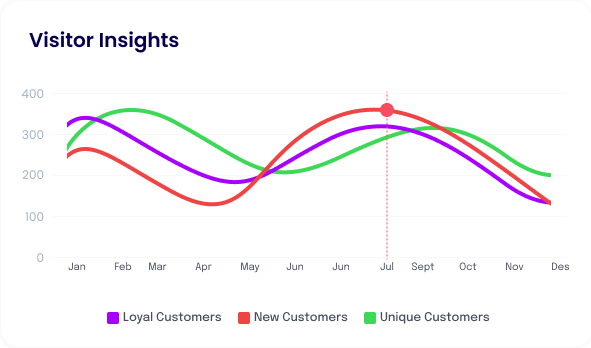 Visitor Insights
400
300
200
100
0
Jan Feb Mar Apr May Jun Jun Jul Sept Oct Nov Des
Loyal Customers New Customers Unique Customers